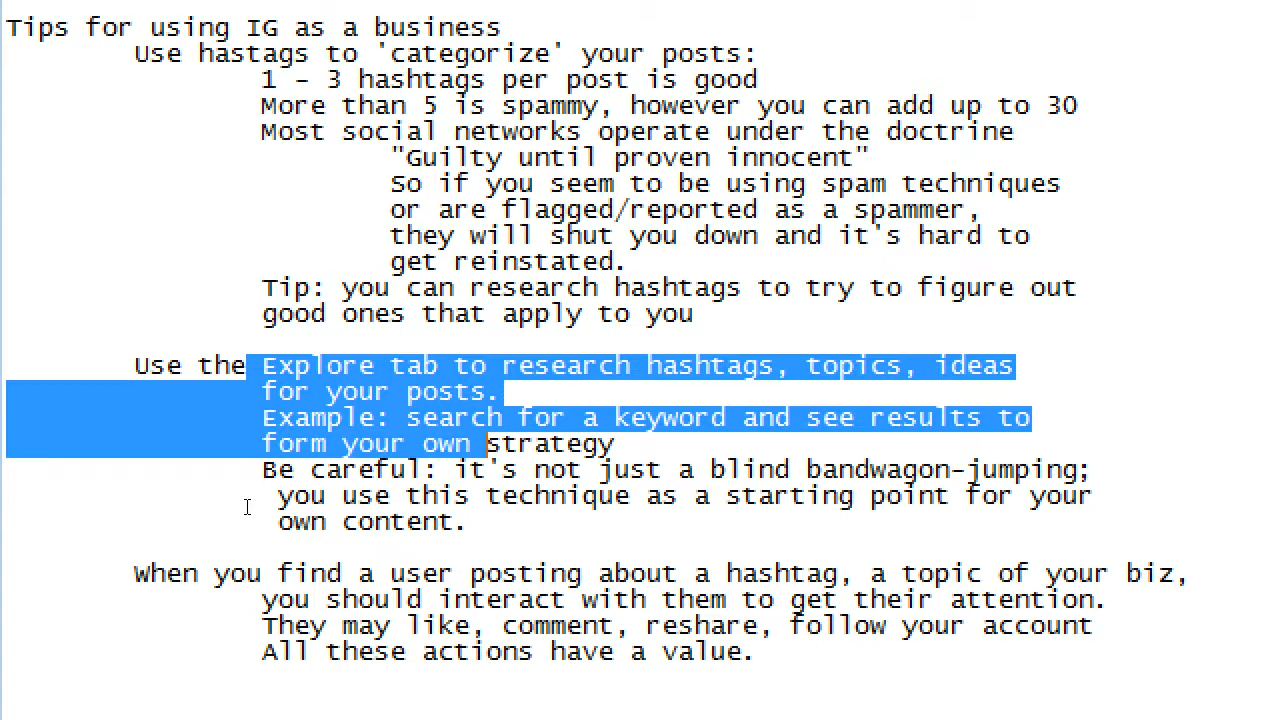 Tips for using IG as a business
Use hastags to 'categorize' your posts:
1 - 3 hashtags per post is good
More than 5 is spammy, however you can add up to 30
Most social networks operate under the doctrine
"Guilty until proven innocent"
So if you seem to be using spam techniques
or are flagged/reported as a spammer,
they will shut you down and it's hard to
get reinstated.
Tip: you can research hashtags to try to figure out
good ones that apply to you
Use the Explore tab to research hashtags, topics, ideas
for your posts.
Example: search for a keyword and see results to
form your own strategy
Be careful: it's not just a blind bandwagon-jumping;
you use this technique as a starting point for your
own content.
When you find a user posting about a hashtag, a topic of your biz,
you should interact with them to get their attention.
They may like, comment, reshare, follow your account
All these actions have a value.